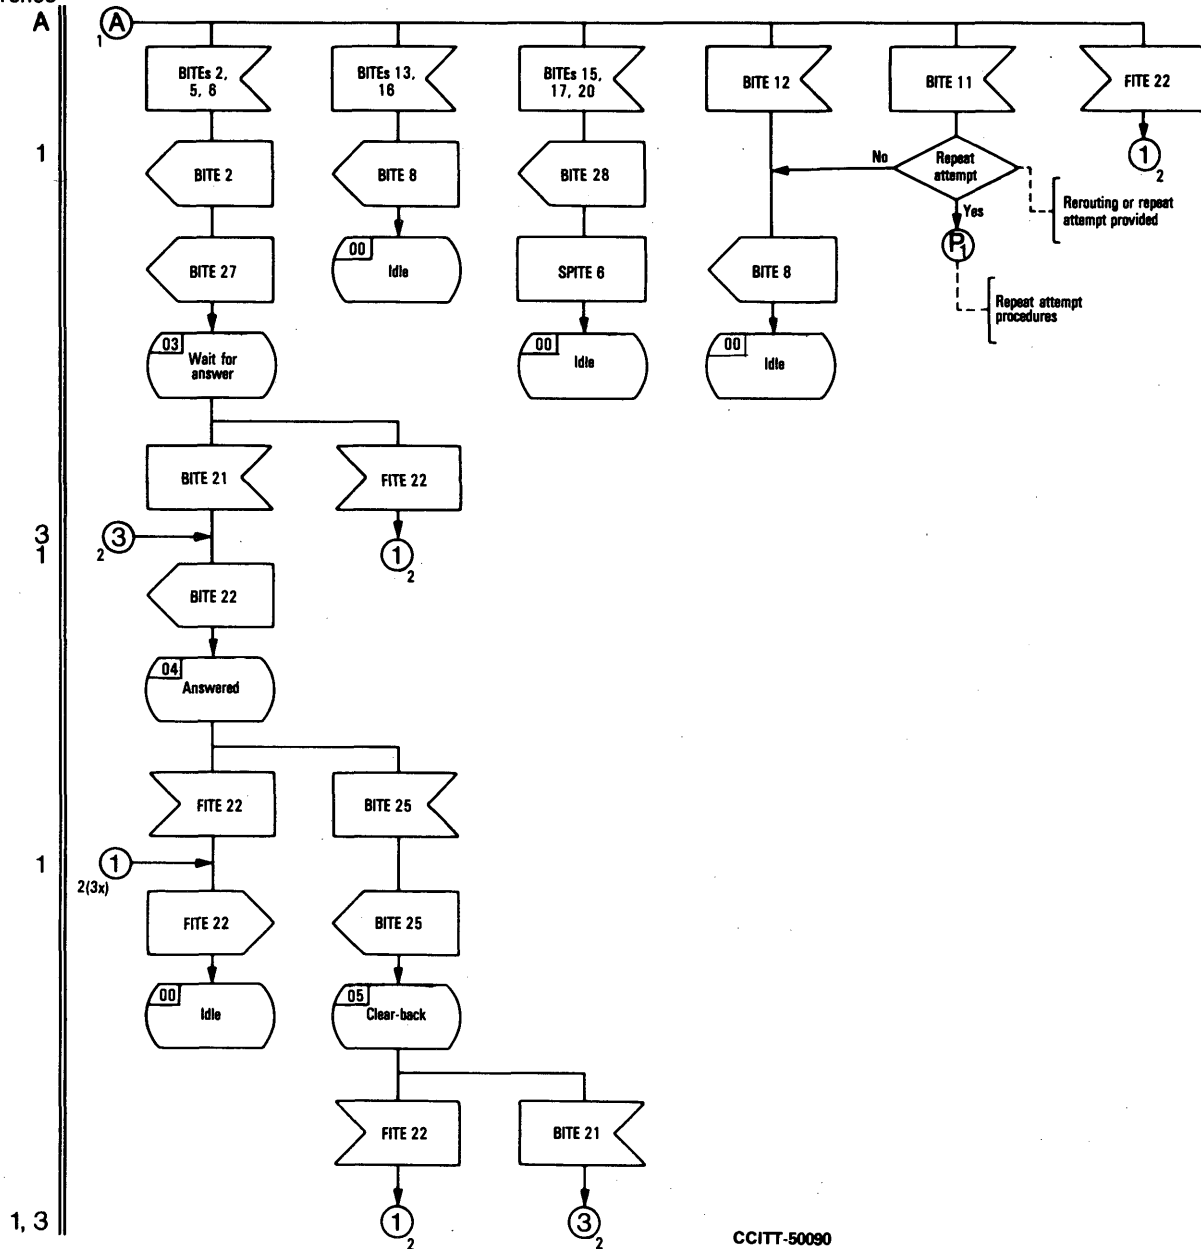 A
A
1
BITEs 2,
5, 6
BITEs 13,
16
BITEs 15,
17, 20
BITE 12
BITE 11
FITE 22
1
BITE 2
BITE 8
BITE 28
No
Repeat
attempt
1
2
Yes
Rerouting or repeat
attempt provided
BITE 27
00
Idle
SPITE 6
BITE 8
P1
Repeat attempt
procedures
03
Wait for
answer
00
Idle
00
Idle
BITE 21
FITE 22
3
1
3
2
1
2
BITE 22
04
Answered
FITE 22
BITE 25
1
1
2(3x)
FITE 22
BITE 25
00
Idle
05
Clear-back
FITE 22
BITE 21
1, 3
1
2
3
2
CCITT-50090